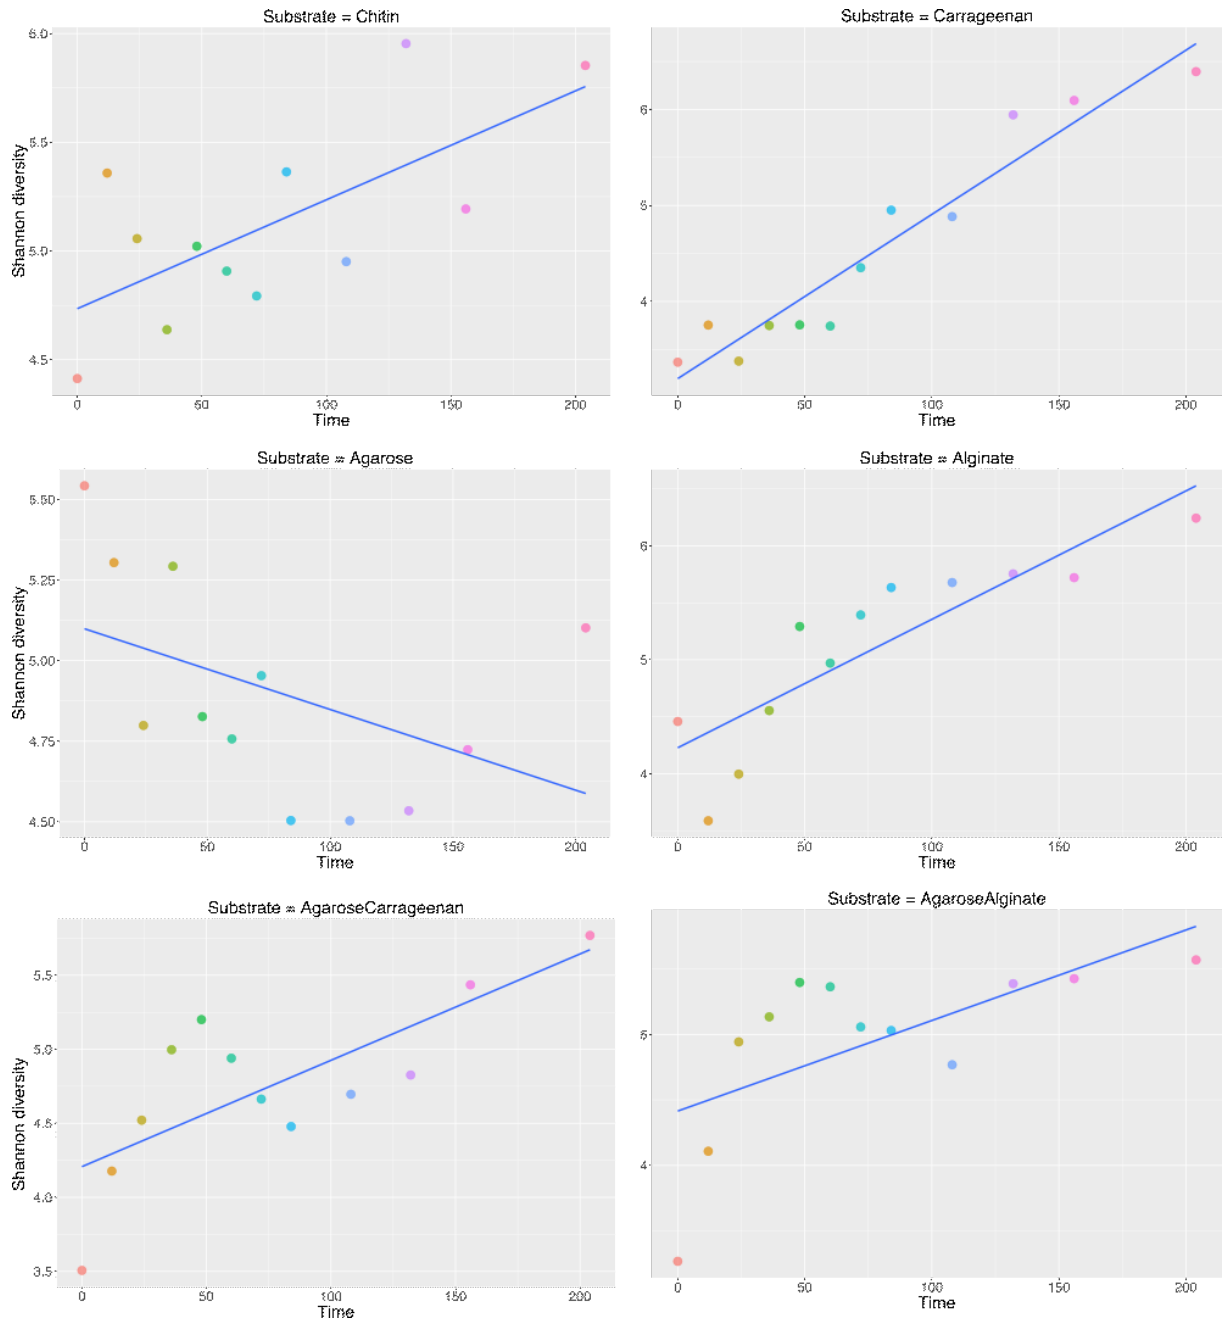 Substrate = Chitin
Shannon diversity
6.0
5.5
5.0
4.5
0 50 100 150 200
Time
Substrate = Carrageenan
6
5
4
0 50 100 150 200
Time
Substrate = Agarose
Shannon diversity
5.50
5.25
5.00
4.75
4.50
0 50 100 150 200
Time
Substrate = Alginate
6
5
4
0 50 100 150 200
Time
Substrate = AgaroseCarrageenan
Shannon diversity
5.5
5.0
4.5
4.0
3.5
0 50 100 150 200
Time
Substrate = AgaroseAlginate
5
4
0 50 100 150 200
Time